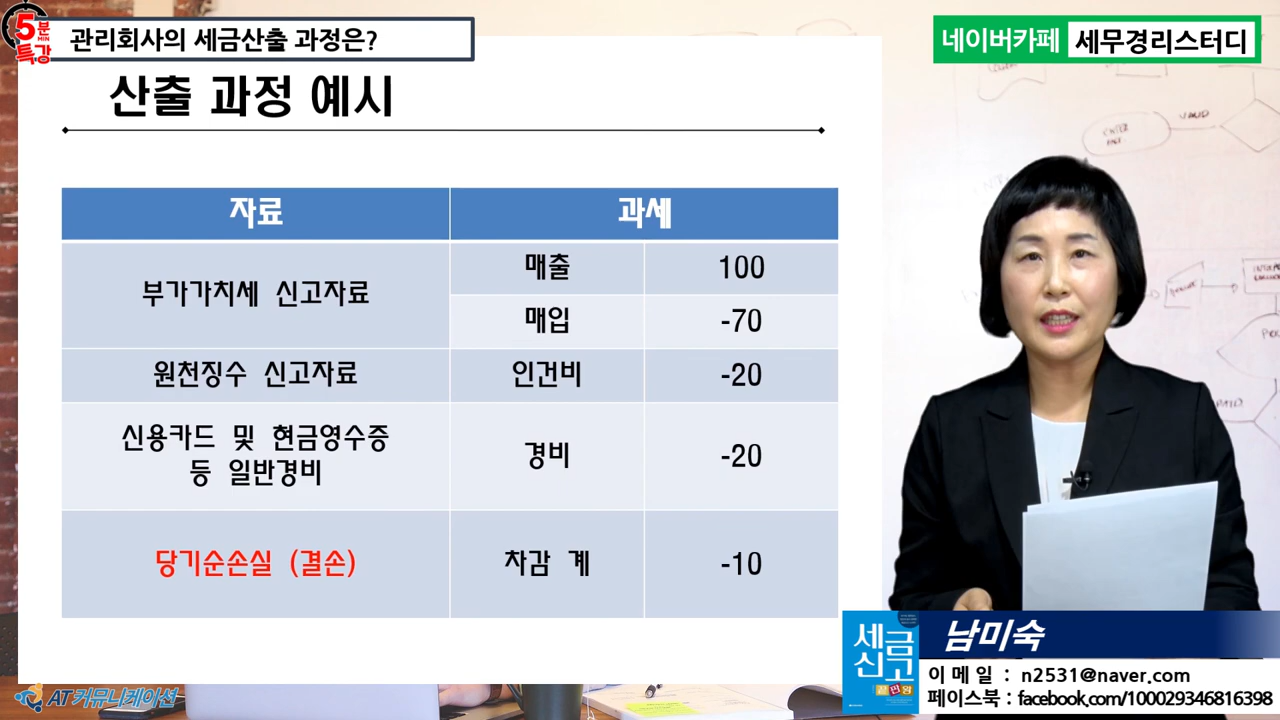 5분
MIN
특강
관리회사의 세금산출 과정은?
네이버카페 세무경리스터디
산출 과정 예시
자료 과세
부가가치세 신고자료 매출 100
매입 -70
원천징수 신고자료 인건비 -20
신용카드 및 현금영수증
등 일반경비 경비 -20
당기순손실 (결손) 차감 계 -10
세금
신고
끝판왕
남미숙
이 메 일 : n2531@naver.com
페이스북 : facebook.com/100029346816398
AT커뮤니케이션
VALID